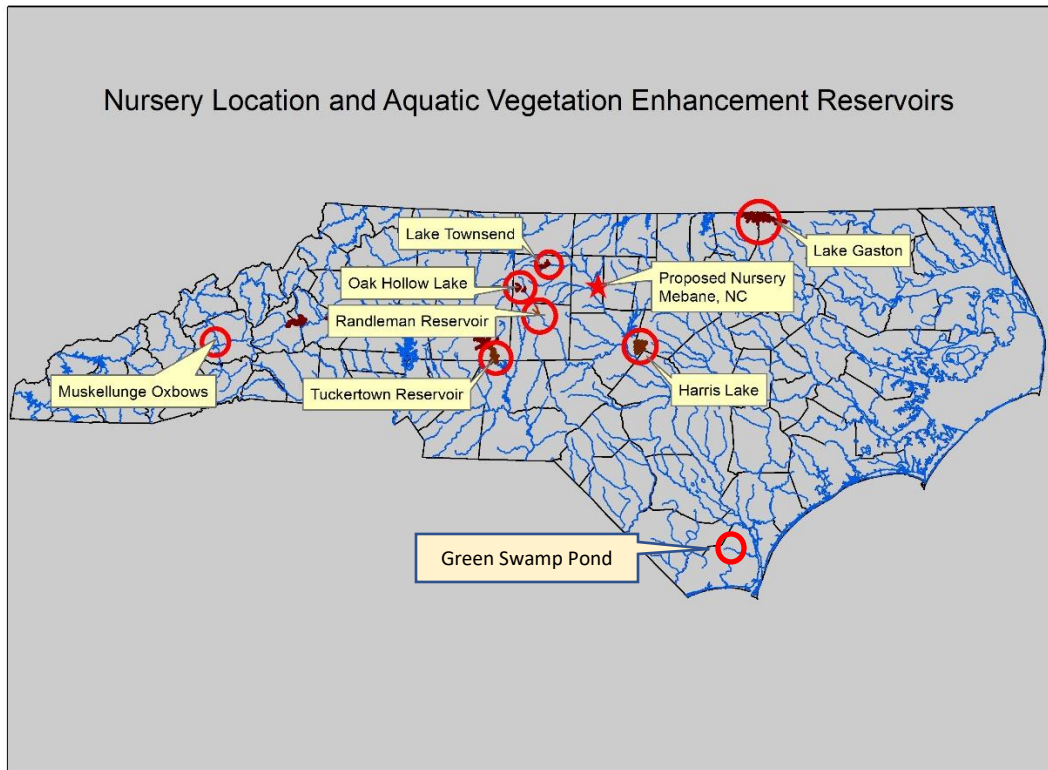 Nursery Location and Aquatic Vegetation Enhancement Reservoirs
Lake Townsend
Lake Gaston
Oak Hollow Lake
Proposed Nursery
Mebane, NC
Randleman Reservoir
Muskellunge Oxbows
Tuckertown Reservoir
Harris Lake
Green Swamp Pond